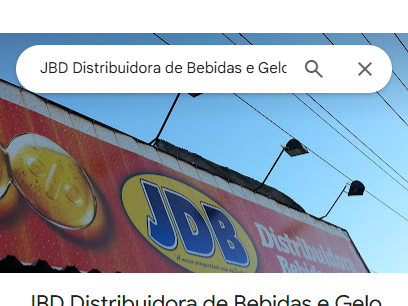 JBD Distribuidora de Bebidas e Gelo
JDB
Distribuidora
Bebidas
JBD Distribuidora de Bebidas e Gelo